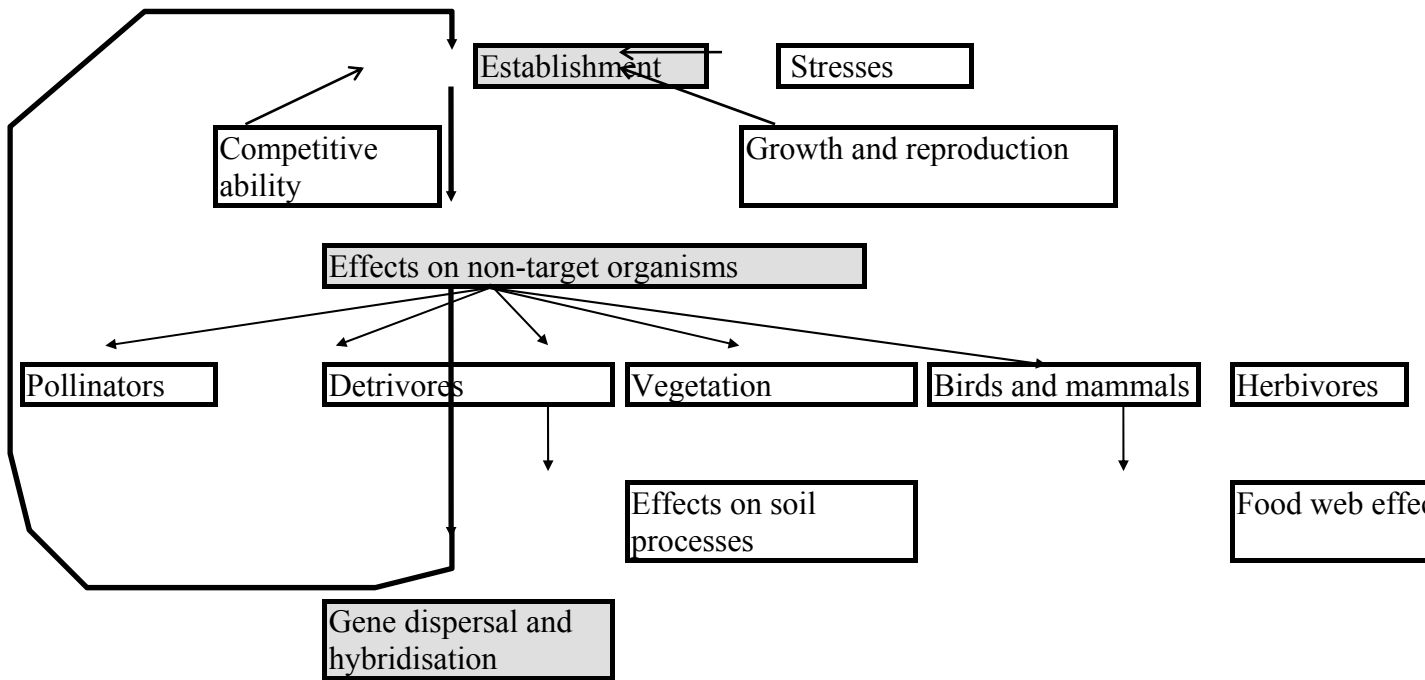 Establishment
Stresses
Competitive
ability
Growth and reproduction
Effects on non-target organisms
Pollinators
Detrivores
Vegetation
Birds and mammals
Herbivores
Effects on soil
processes
Food web effec
Gene dispersal and
hybridisation